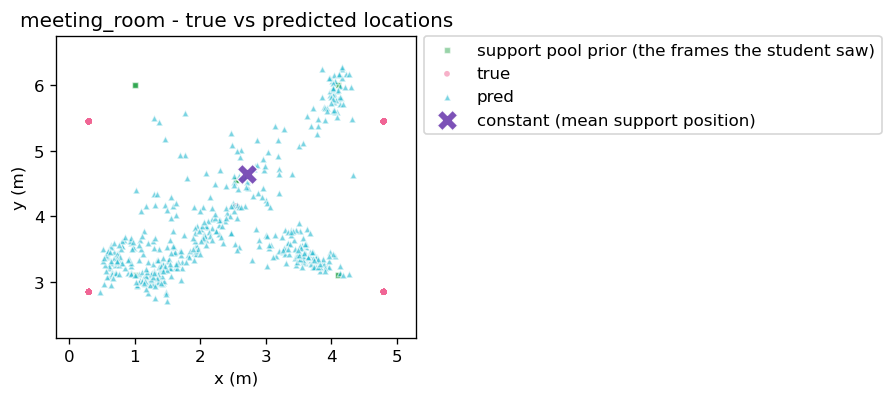 meeting_room - true vs predicted locations
support pool prior (the frames the student saw)
true
pred
constant (mean support position)
y (m)
6
5
4
3
0 1 2 3 4 5
x (m)